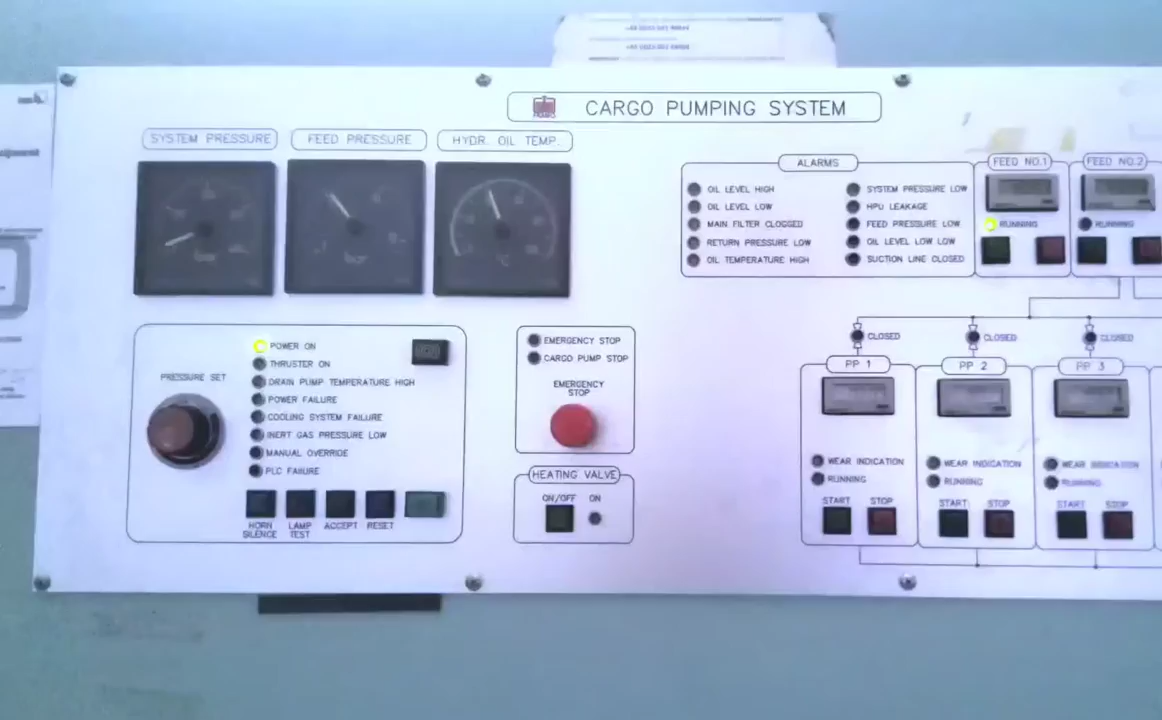 CARGO PUMPING SYSTEM
SYSTEM PRESSURE
FEED PRESSURE
HYDR. OIL TEMP.
bar
°C
ALARMS
OIL LEVEL HIGH
OIL LEVEL LOW
MAIN FILTER CLOGGED
RETURN PRESSURE LOW
OIL TEMPERATURE HIGH
SYSTEM PRESSURE LOW
HPU LEAKAGE
FEED PRESSURE LOW
OIL LEVEL LOW LOW
SUCTION LINE CLOSED
FEED NO.1
RUNNING
FEED NO.2
RUNNING
PRESSURE SET
POWER ON
THRUSTER ON
DRAIN PUMP TEMPERATURE HIGH
POWER FAILURE
COOLING SYSTEM FAILURE
INERT GAS PRESSURE LOW
MANUAL OVERRIDE
PLC FAILURE
HORN
SILENCE
LAMP
TEST
ACCEPT
RESET
EMERGENCY STOP
CARGO PUMP STOP
EMERGENCY
STOP
HEATING VALVE
ON/OFF
ON
CLOSED
CLOSED
CLOSED
PP 1
WEAR INDICATION
RUNNING
START
STOP
PP 2
WEAR INDICATION
RUNNING
START
STOP
PP 3
WEAR INDICATION
RUNNING
START
STOP